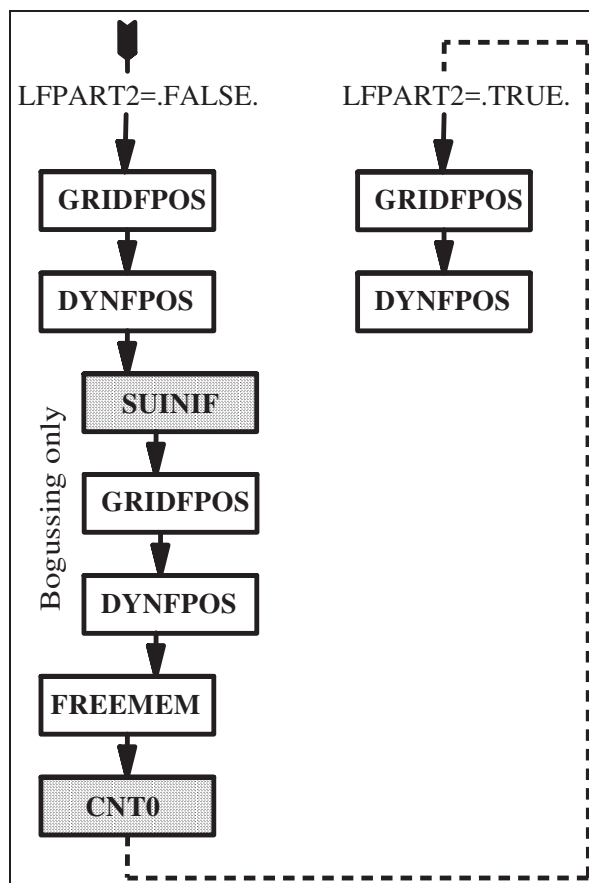 LFPART2=.FALSE.
GRIDFPOS
DYNFPOS
SUINIF
GRIDFPOS
DYNFPOS
Bogussing only
FREEMEM
CNT0
LFPART2=.TRUE.
GRIDFPOS
DYNFPOS